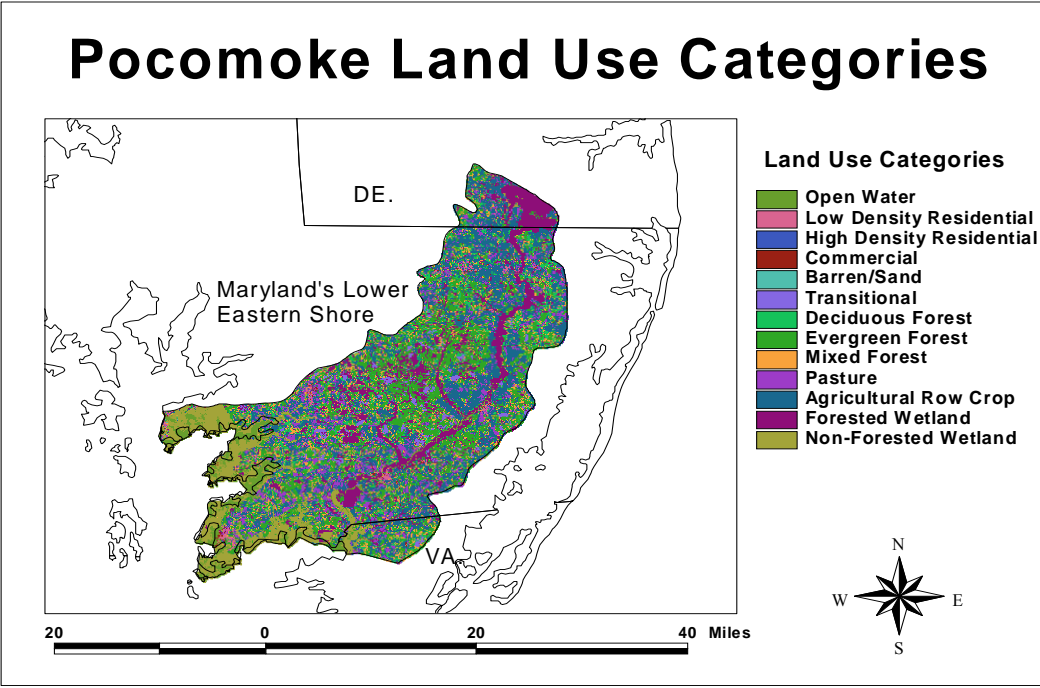 Pocomoke Land Use Categories
DE.
Maryland's Lower
Eastern Shore
VA.
Land Use Categories
Open Water
Low Density Residential
High Density Residential
Commercial
Barren/Sand
Transitional
Deciduous Forest
Evergreen Forest
Mixed Forest
Pasture
Agricultural Row Crop
Forested Wetland
Non-Forested Wetland
N
W E
S
20 0 20 40 Miles